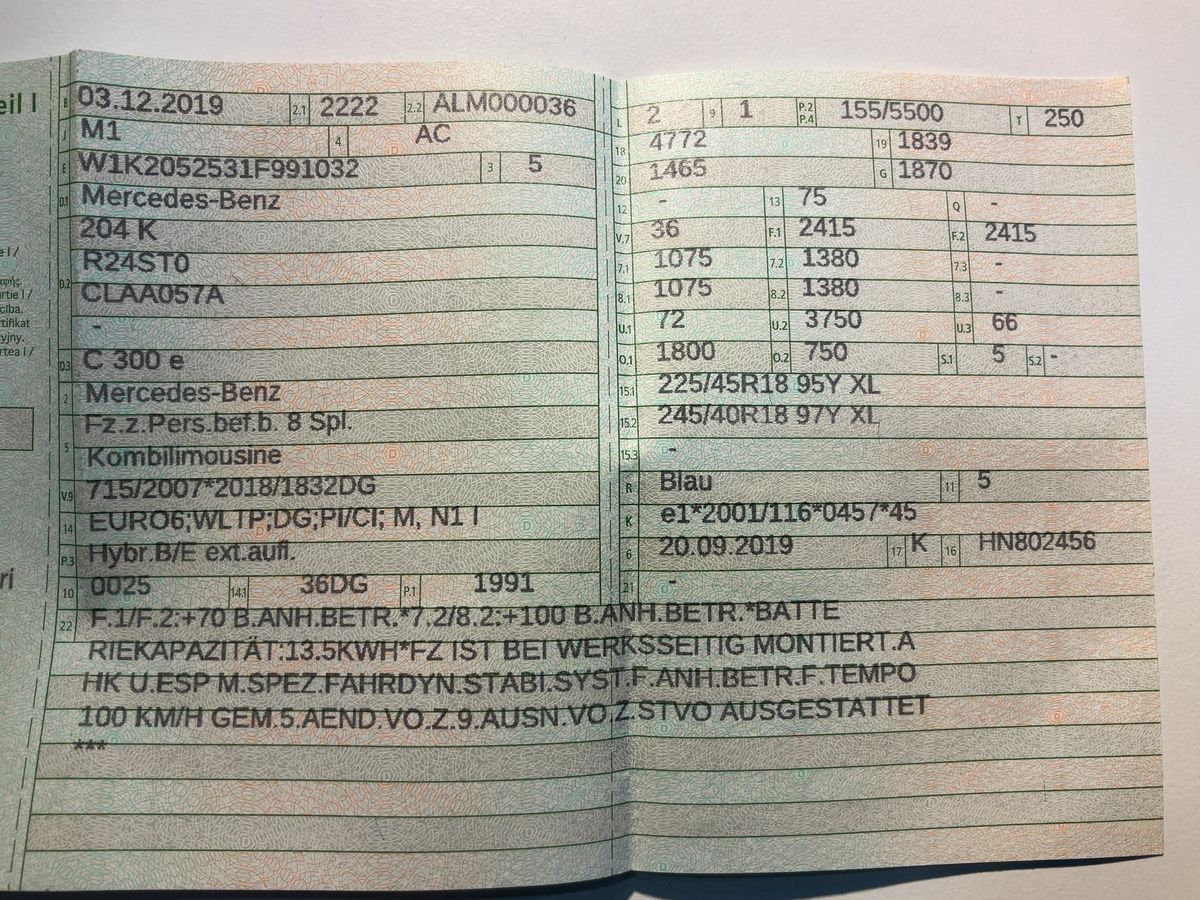 eil I
B 03.12.2019 2.1 2222 2.2 ALM000036
J M1 4 AC
E W1K2052531F991032 3 5
D.1 Mercedes-Benz
204 K
D.2 R24ST0
CLAA057A
-
D.3 C 300 e
2 Mercedes-Benz
Fz.z.Pers.bef.b. 8 Spl.
5 Kombilimousine
V.9 715/2007*2018/1832DG
14 EURO6;WLTP;DG;PI/CI; M, N1 I
P.3 Hybr.B/E ext.aufl.
10 0025 14.1 36DG P.1 1991
L 2 9 1 P.2 P.4 155/5500 T 250
18 4772 19 1839
20 1465 G 1870
12 - 13 75 Q -
V.7 36 F.1 2415 F.2 2415
7.1 1075 7.2 1380 7.3 -
8.1 1075 8.2 1380 8.3 -
U.1 72 U.2 3750 U.3 66
O.1 1800 O.2 750 S.1 5 S.2 -
15.1 225/45R18 95Y XL
15.2 245/40R18 97Y XL
15.3 -
R Blau 11 5
K e1*2001/116*0457*45
6 20.09.2019 17 K 16 HN802456
21 -
22 F.1/F.2:+70 B.ANH.BETR.*7.2/8.2:+100 B.ANH.BETR.*BATTE
RIEKAPAZITÄT:13.5KWH*FZ IST BEI WERKSSEITIG MONTIERT.A
HK U.ESP M.SPEZ.FAHRDYN.STABI.SYST.F.ANH.BETR.F.TEMPO
100 KM/H GEM.5.AEND.VO.Z.9.AUSN.VO.Z.STVO AUSGESTATTET
***